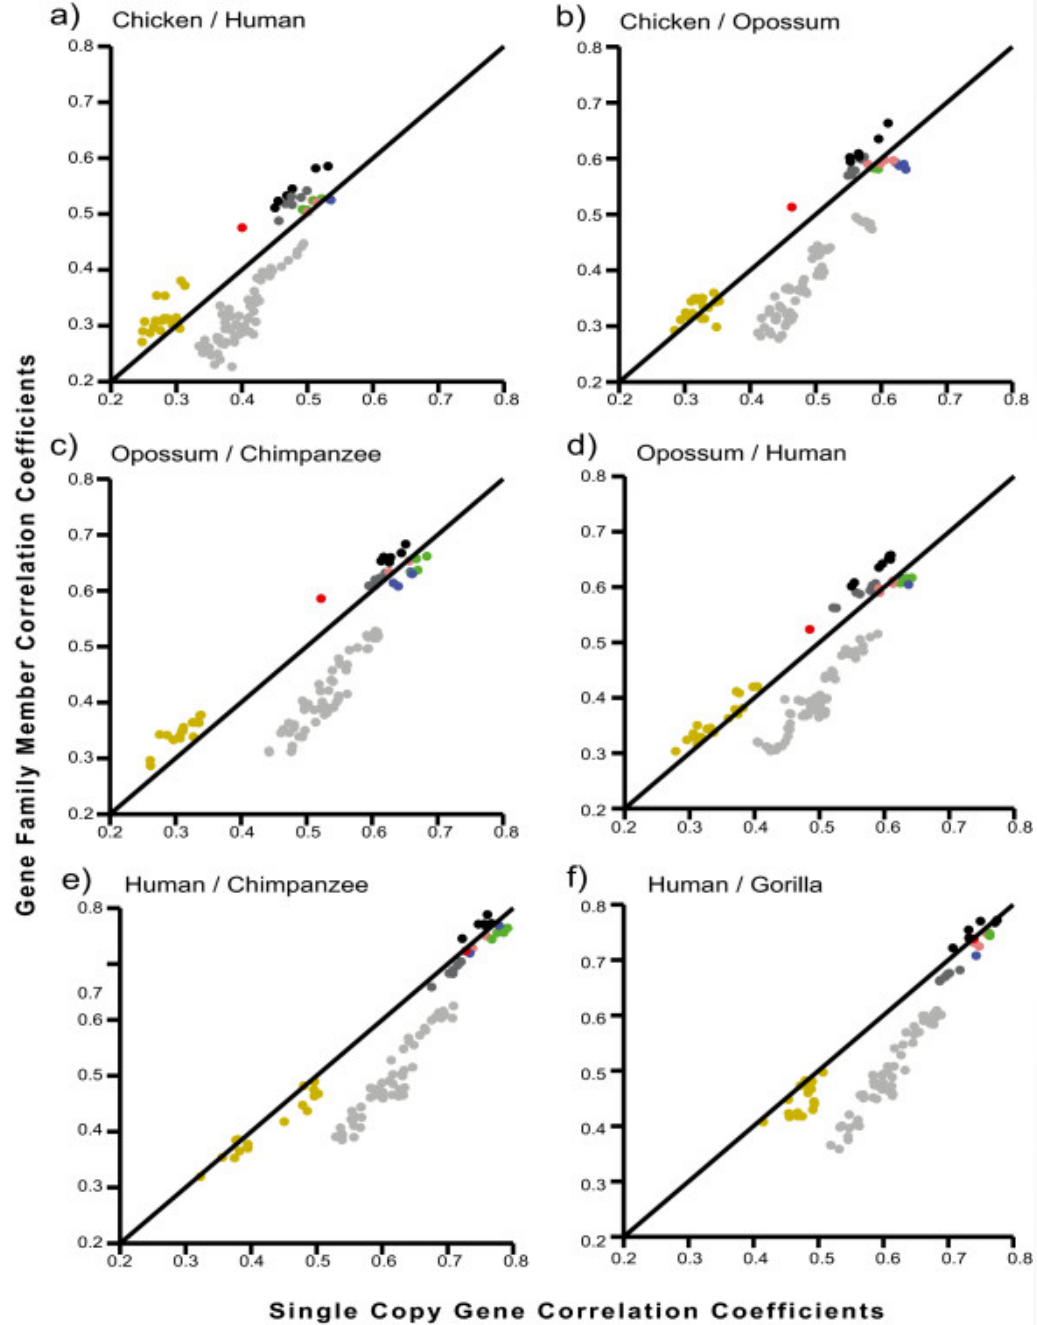 a)
Chicken / Human
b)
Chicken / Opossum
0.8
0.7
0.6
0.5
0.4
0.3
0.2
0.2 0.3 0.4 0.5 0.6 0.7 0.8
0.8
0.7
0.6
0.5
0.4
0.3
0.2
0.2 0.3 0.4 0.5 0.6 0.7 0.8
Gene Family Member Correlation Coefficients
c)
Opossum / Chimpanzee
d)
Opossum / Human
0.8
0.7
0.6
0.5
0.4
0.3
0.2
0.2 0.3 0.4 0.5 0.6 0.7 0.8
0.8
0.7
0.6
0.5
0.4
0.3
0.2
0.2 0.3 0.4 0.5 0.6 0.7 0.8
e)
Human / Chimpanzee
f)
Human / Gorilla
0.8
0.7
0.6
0.5
0.4
0.3
0.2
0.2 0.3 0.4 0.5 0.6 0.7 0.8
0.8
0.7
0.6
0.5
0.4
0.3
0.2
0.2 0.3 0.4 0.5 0.6 0.7 0.8
Single Copy Gene Correlation Coefficients